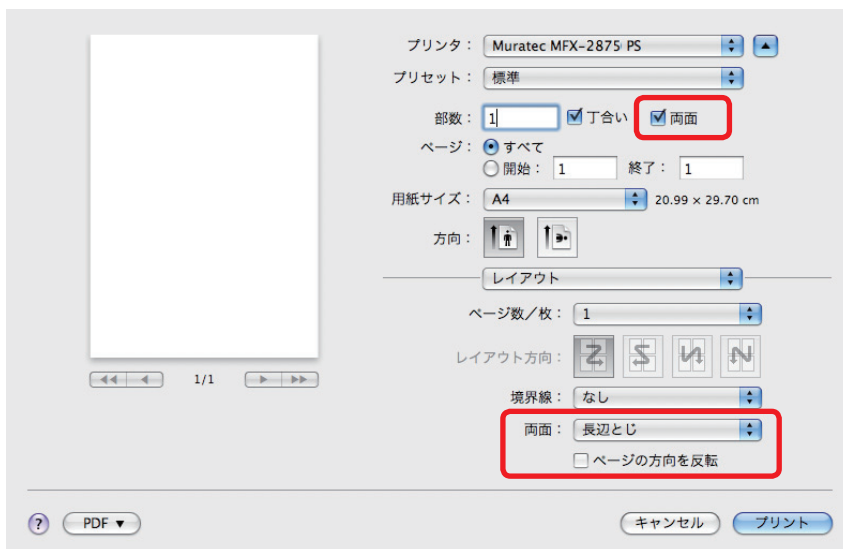 プリンタ： Muratec MFX-2875 PS
プリセット： 標準
部数： 1 丁合い 両面
ページ： すべて
開始： 1 終了： 1
用紙サイズ： A4 20.99 × 29.70 cm
方向：
レイアウト
ページ数／枚： 1
レイアウト方向：
1/1
境界線： なし
両面： 長辺とじ
ページの方向を反転
? PDF ▼ キャンセル プリント